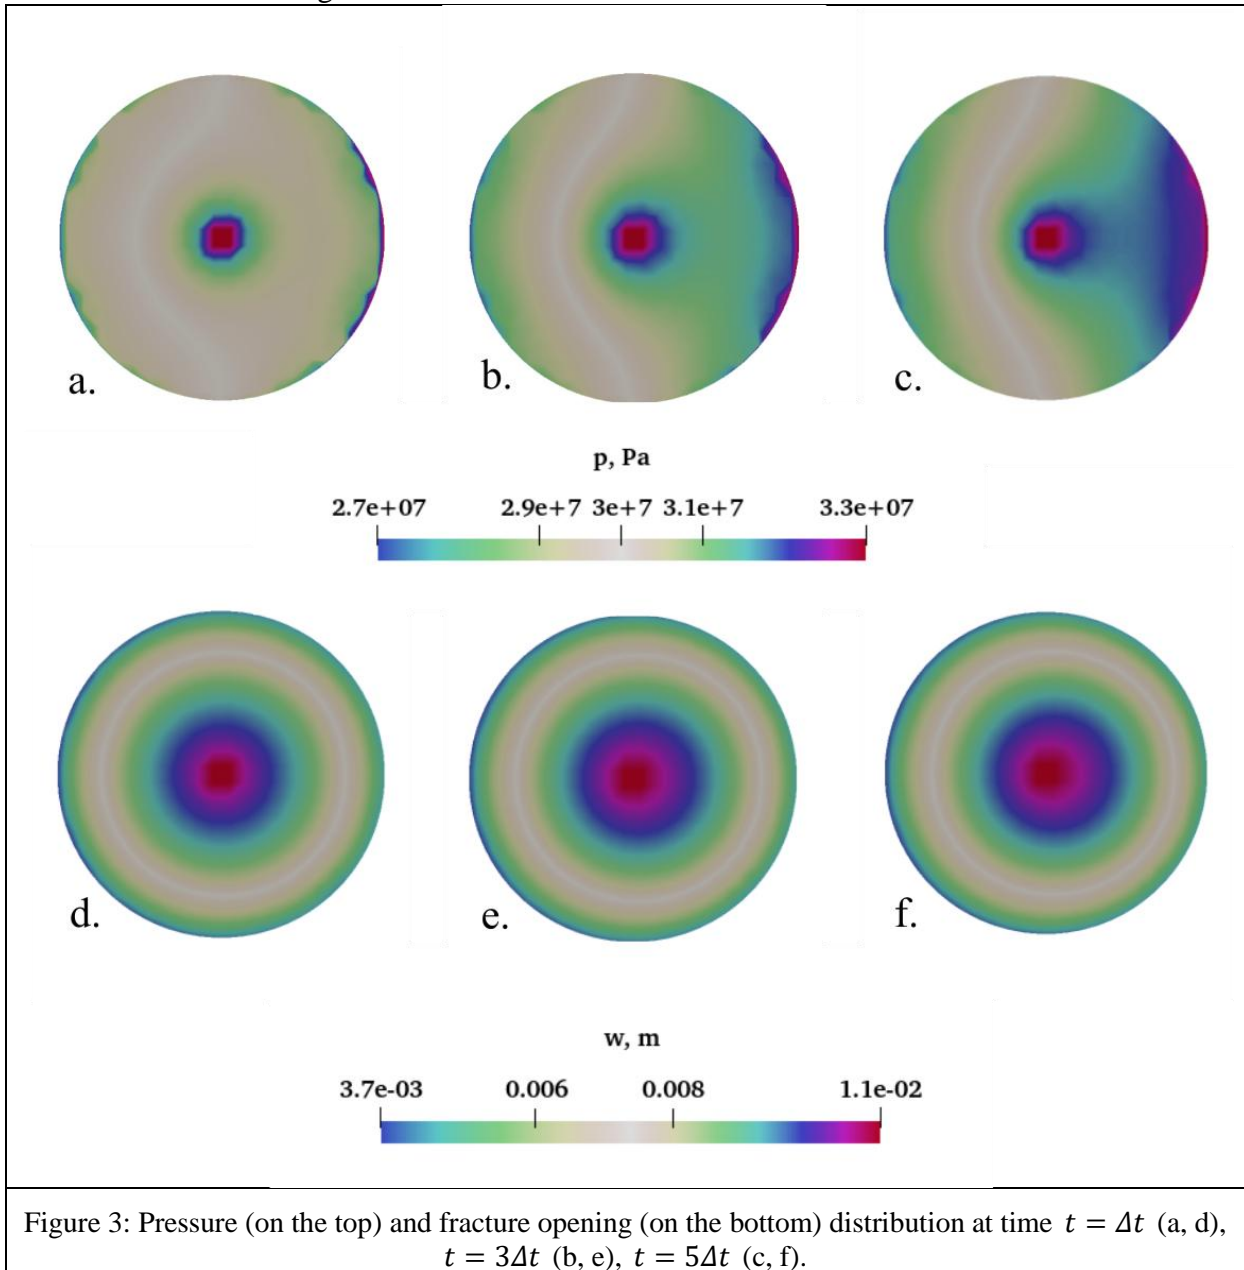 a.
b.
c.
p, Pa
2.7e+07 2.9e+7 3e+7 3.1e+7 3.3e+07
d.
e.
f.
w, m
3.7e-03 0.006 0.008 1.1e-02
Figure 3: Pressure (on the top) and fracture opening (on the bottom) distribution at time t = Δt (a, d),
t = 3Δt (b, e), t = 5Δt (c, f).